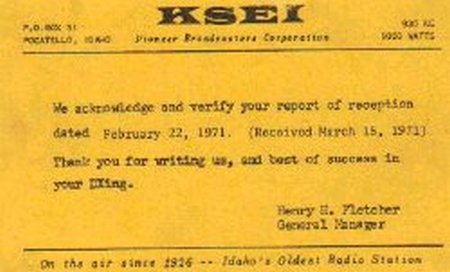 KSEI
P.O. BOX 31
POCATELLO, IDAHO
Pioneer Broadcasters Corporation
930 KC
5000 WATTS
We acknowledge and verify your report of reception
dated February 22, 1971. (Received March 15, 1971)
Thank you for writing us, and best of success in
your DXing.
Henry H. Fletcher
General Manager
On the air since 1926 -- Idaho's Oldest Radio Station